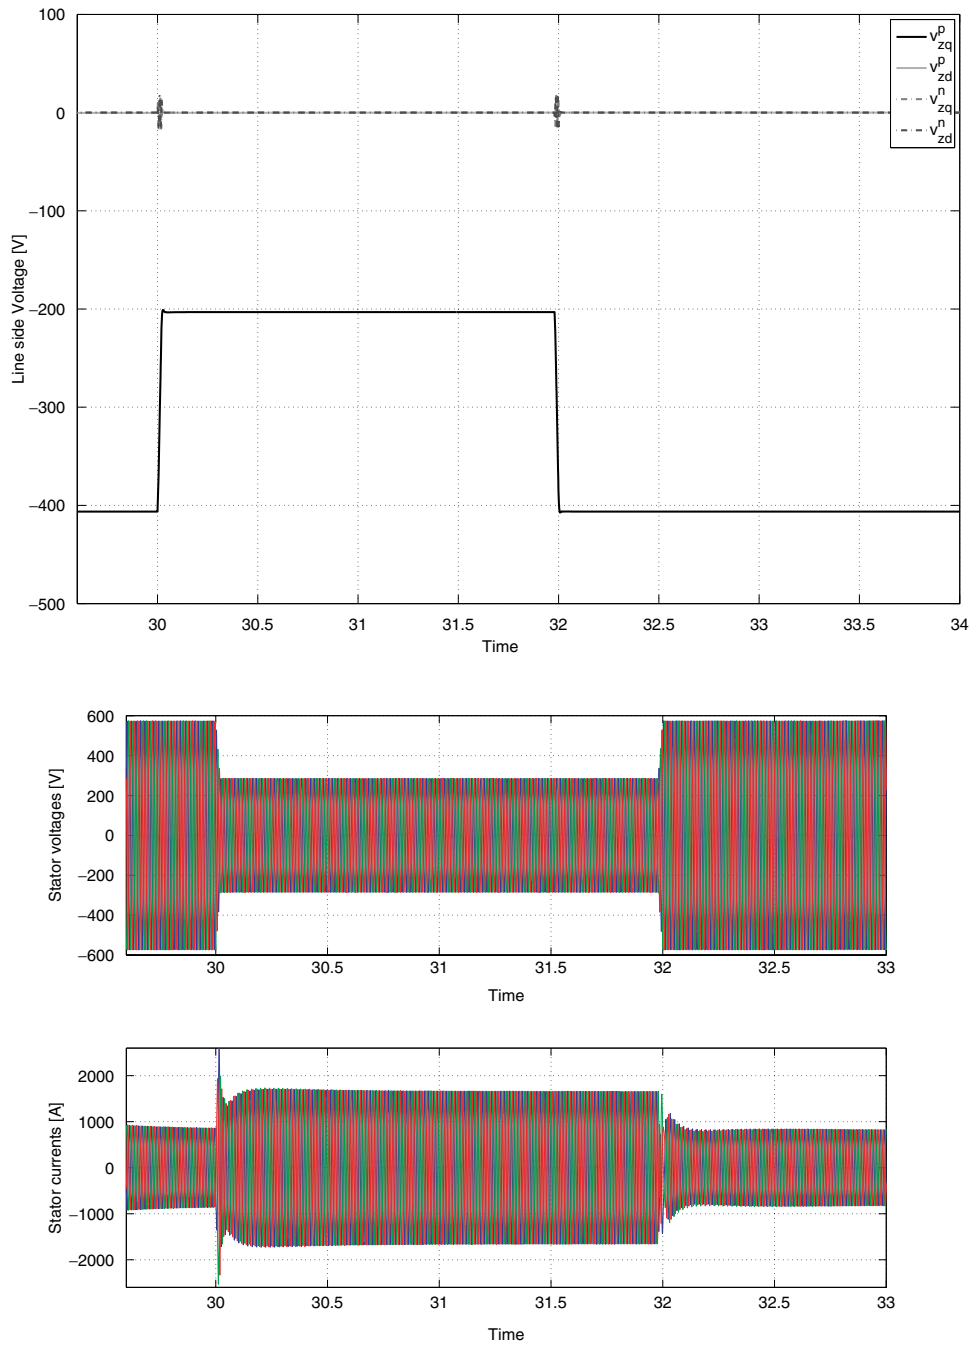 100
0
−100
−200
−300
−400
−500
Line side Voltage [V]
v^p_zq
v^p_zd
v^n_zq
v^n_zd
30 30.5 31 31.5 32 32.5 33 33.5 34
Time
600
400
200
0
−200
−400
−600
Stator voltages [V]
30 30.5 31 31.5 32 32.5 33
Time
2000
1000
0
−1000
−2000
Stator currents [A]
30 30.5 31 31.5 32 32.5 33
Time